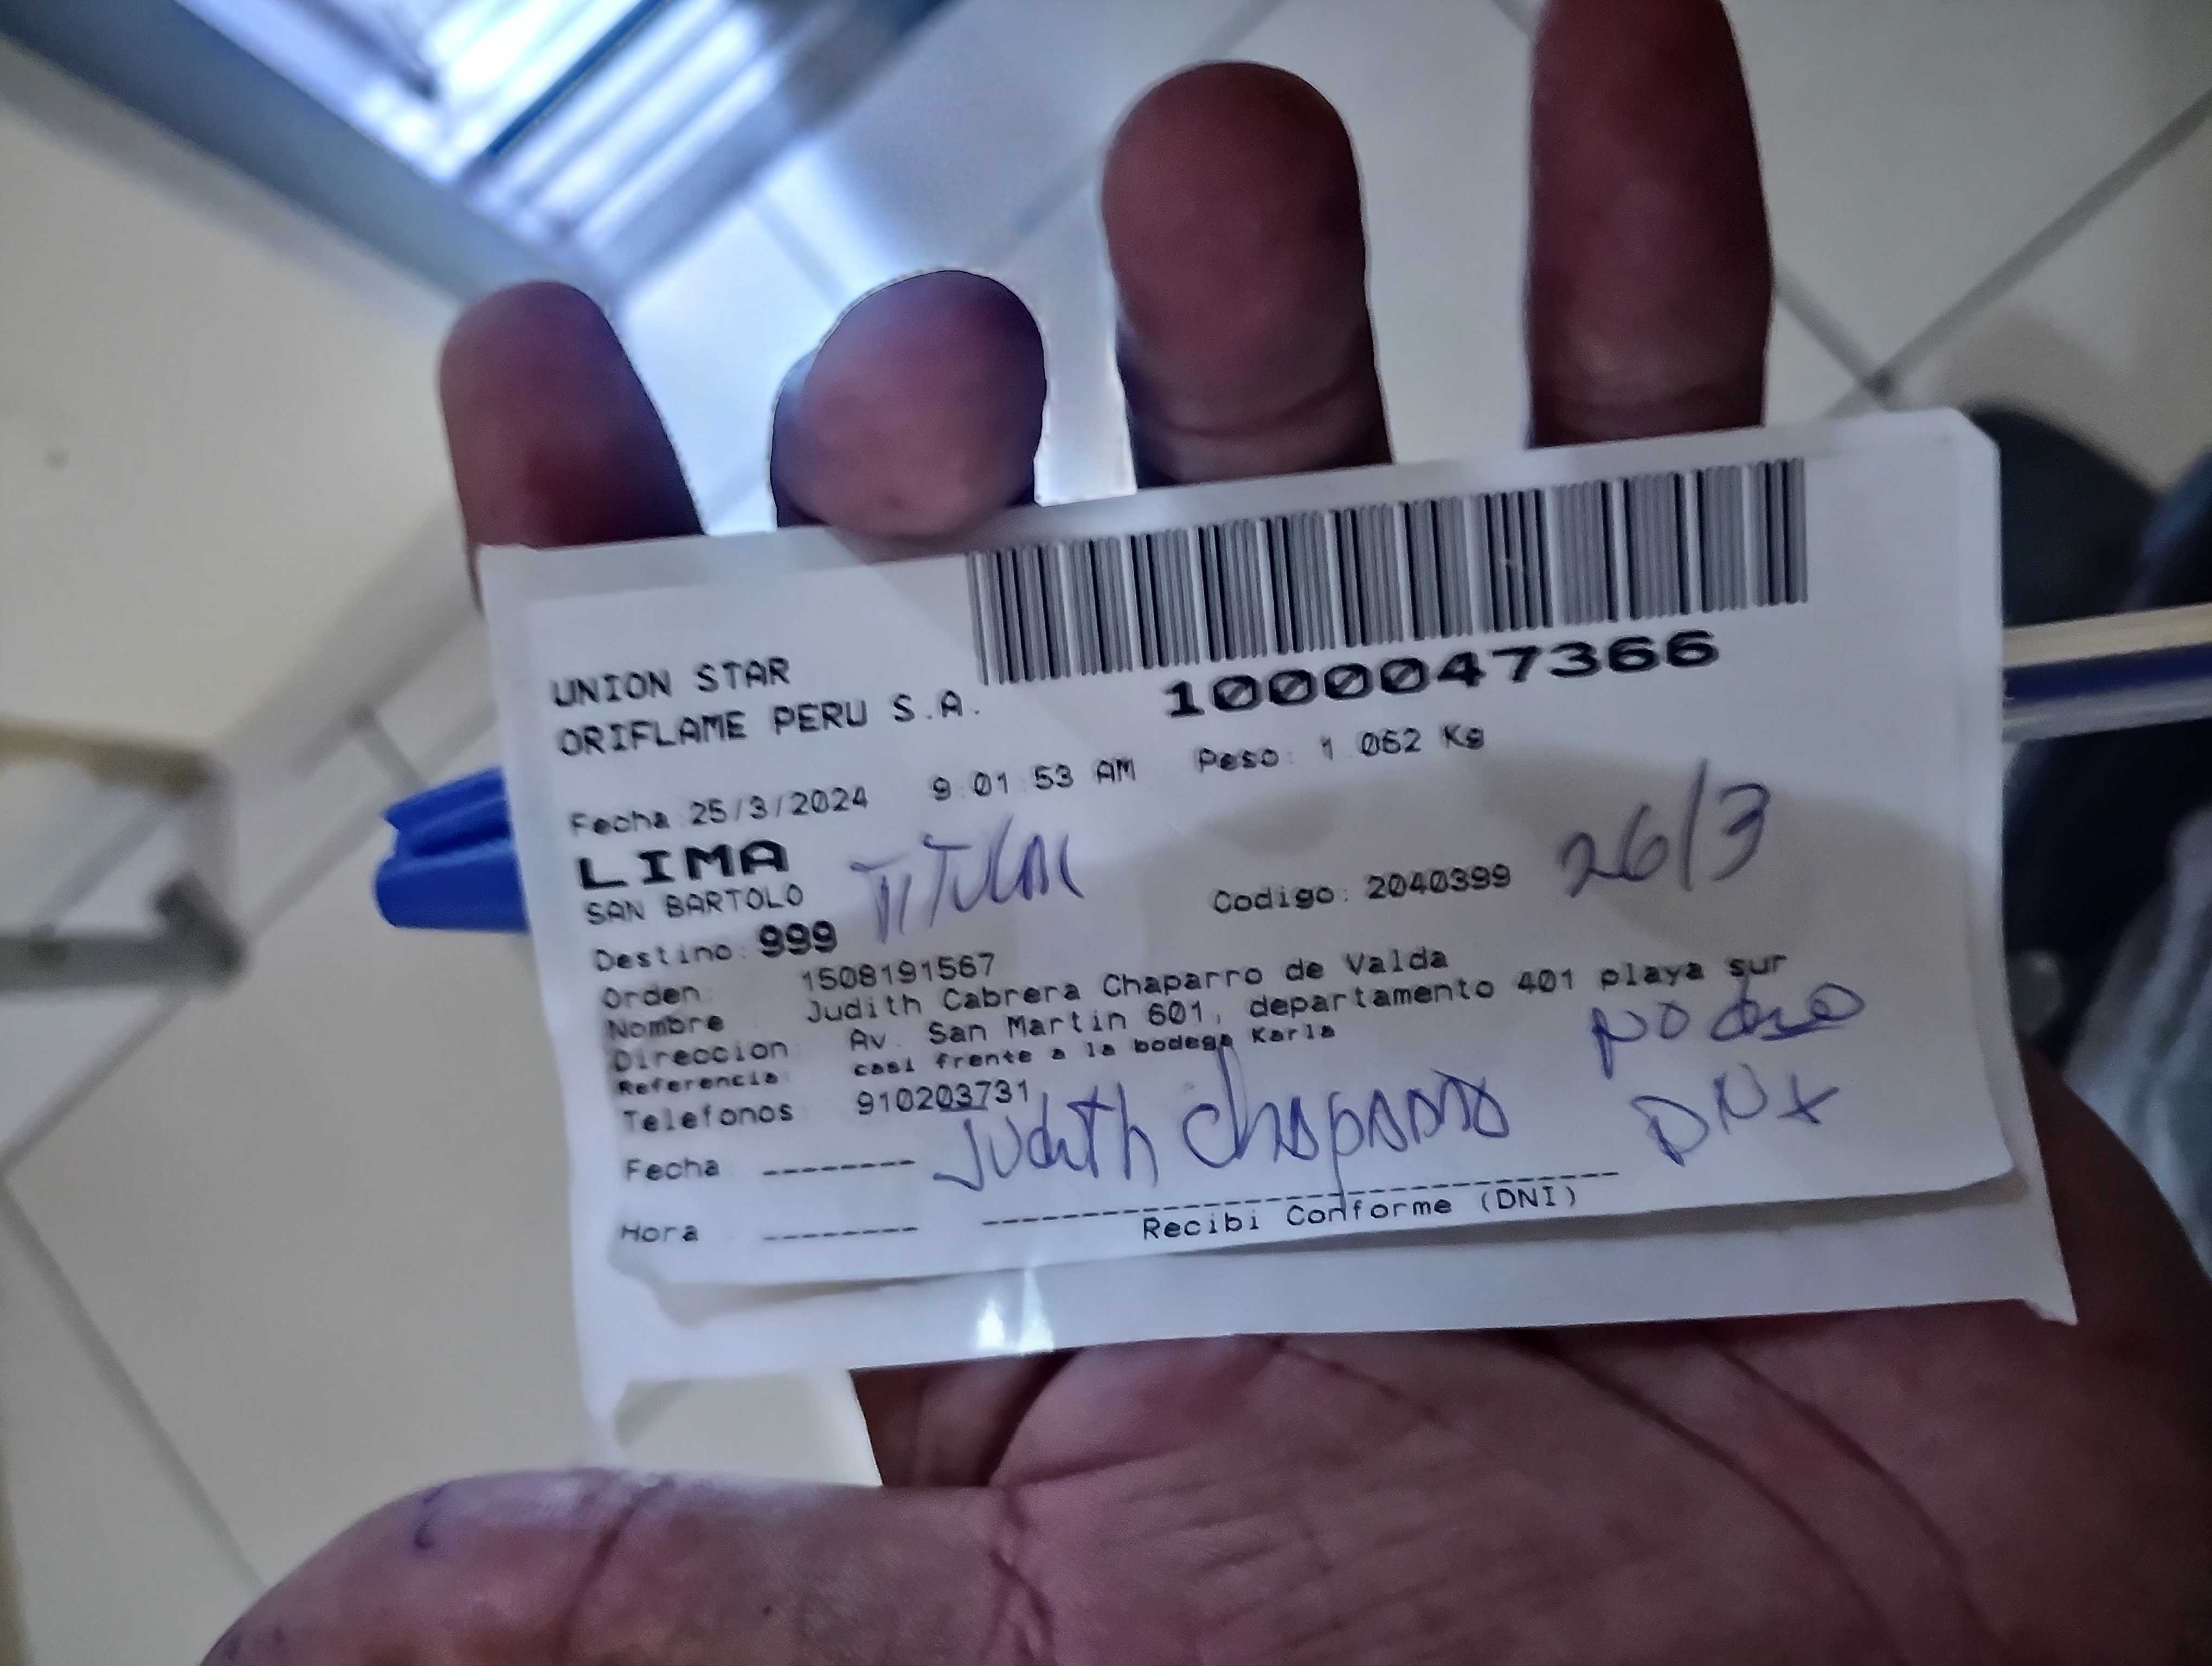 1000047366
UNION STAR
ORIFLAME PERU S.A.
Fecha 25/3/2024 9:01:53 AM Peso: 1.062 Kg
LIMA
SAN BARTOLO TITULAR 26/3
Destino: 999 Codigo: 2040399
Orden: 1508191567
Nombre Judith Cabrera Chaparro de Valda
Direccion: Av. San Martin 601, departamento 401 playa sur
Referencia: casi frente a la bodega Karla
Telefonos 910203731
NO
Judith Chaparro
Fecha
Hora
Recibi Conforme (DNI)